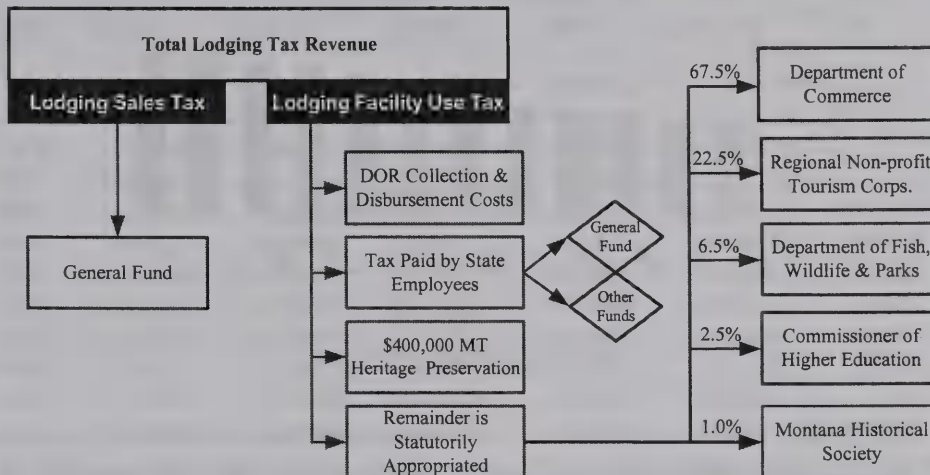 Total Lodging Tax Revenue
Lodging Sales Tax
Lodging Facility Use Tax
General Fund
DOR Collection &
Disbursement Costs
Tax Paid by State
Employees
General
Fund
Other
Funds
$400,000 MT
Heritage Preservation
Remainder is
Statutorily
Appropriated
67.5%
Department of
Commerce
22.5%
Regional Non-profit
Tourism Corps.
6.5%
Department of Fish,
Wildlife & Parks
2.5%
Commissioner of
Higher Education
1.0%
Montana Historical
Society